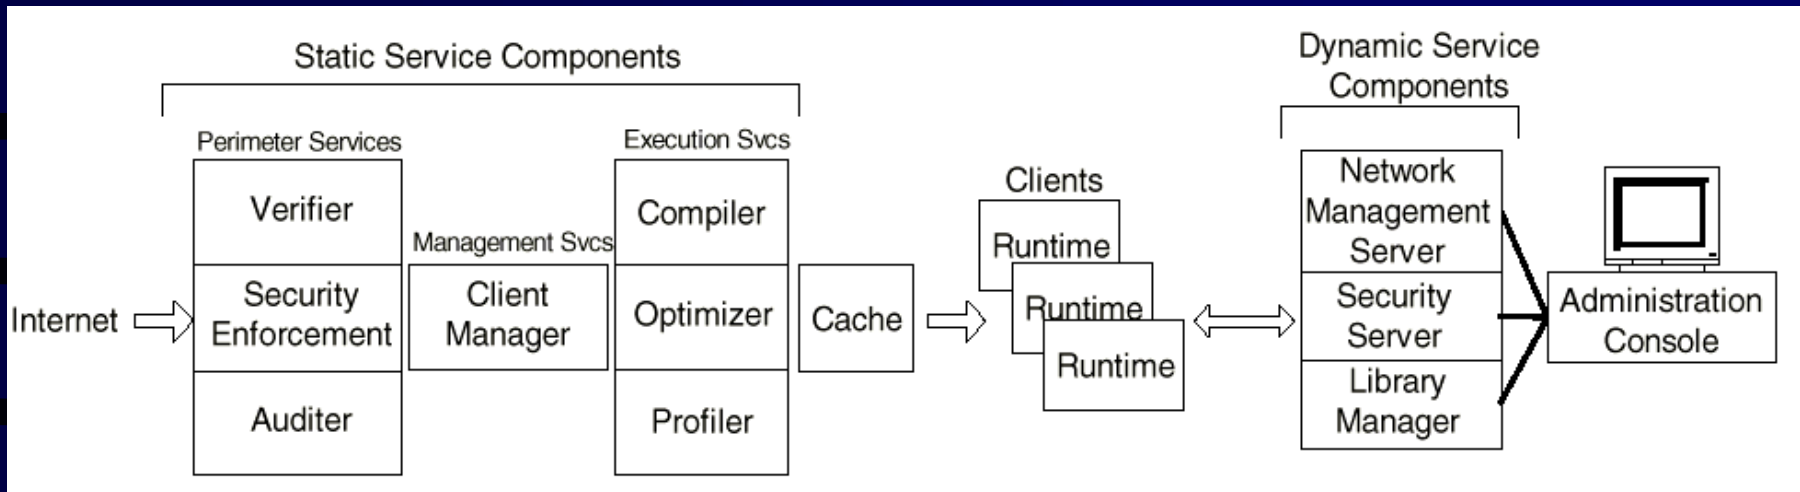 Static Service Components
Dynamic Service
Components
Perimeter Services
Execution Svcs
Verifier
Compiler
Management Svcs
Internet
Security
Enforcement
Client
Manager
Optimizer
Cache
Auditer
Profiler
Clients
Runtime
Runtime
Runtime
Network
Management
Server
Security
Server
Library
Manager
Administration
Console